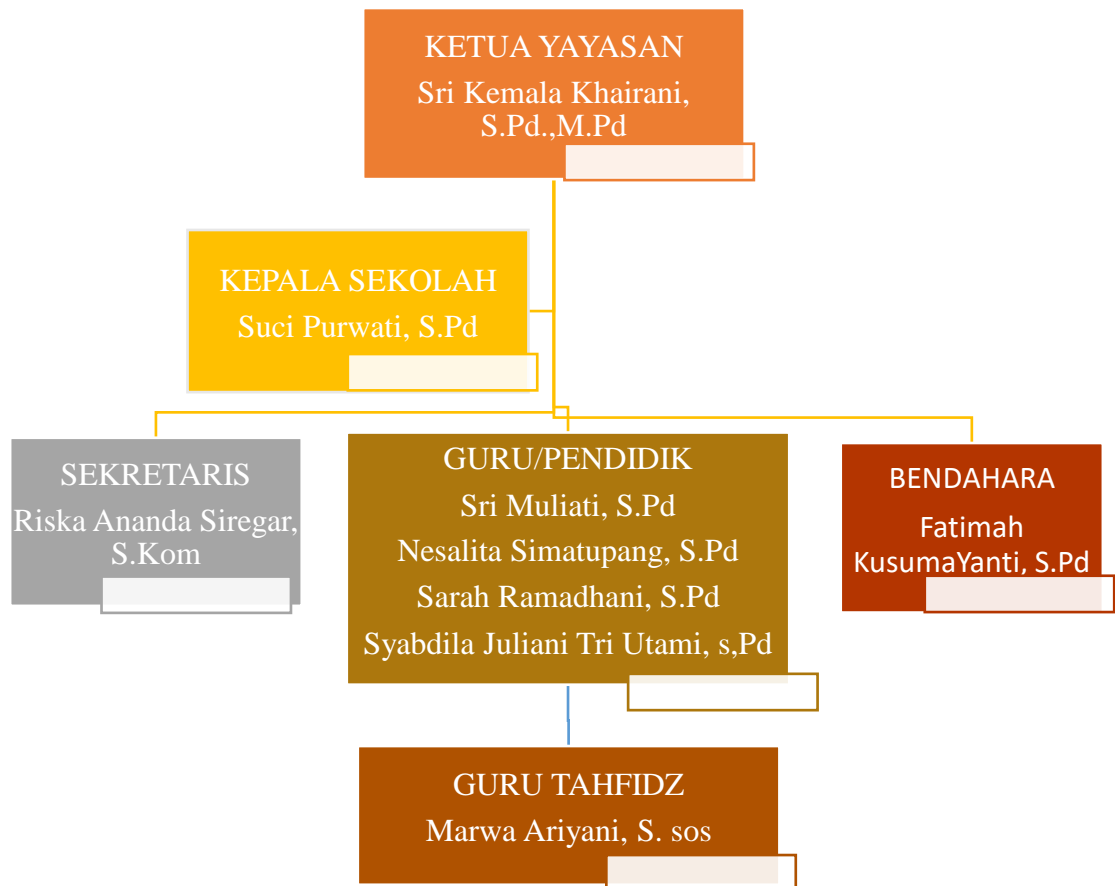 KETUA YAYASAN
Sri Kemala Khairani,
S.Pd.,M.Pd
KEPALA SEKOLAH
Suci Purwati, S.Pd
SEKRETARIS
Riska Ananda Siregar,
S.Kom
GURU/PENDIDIK
Sri Muliati, S.Pd
Nesalita Simatupang, S.Pd
Sarah Ramadhani, S.Pd
Syabdila Juliani Tri Utami, s,Pd
BENDAHARA
Fatimah
KusumaYanti, S.Pd
GURU TAHFIDZ
Marwa Ariyani, S. sos